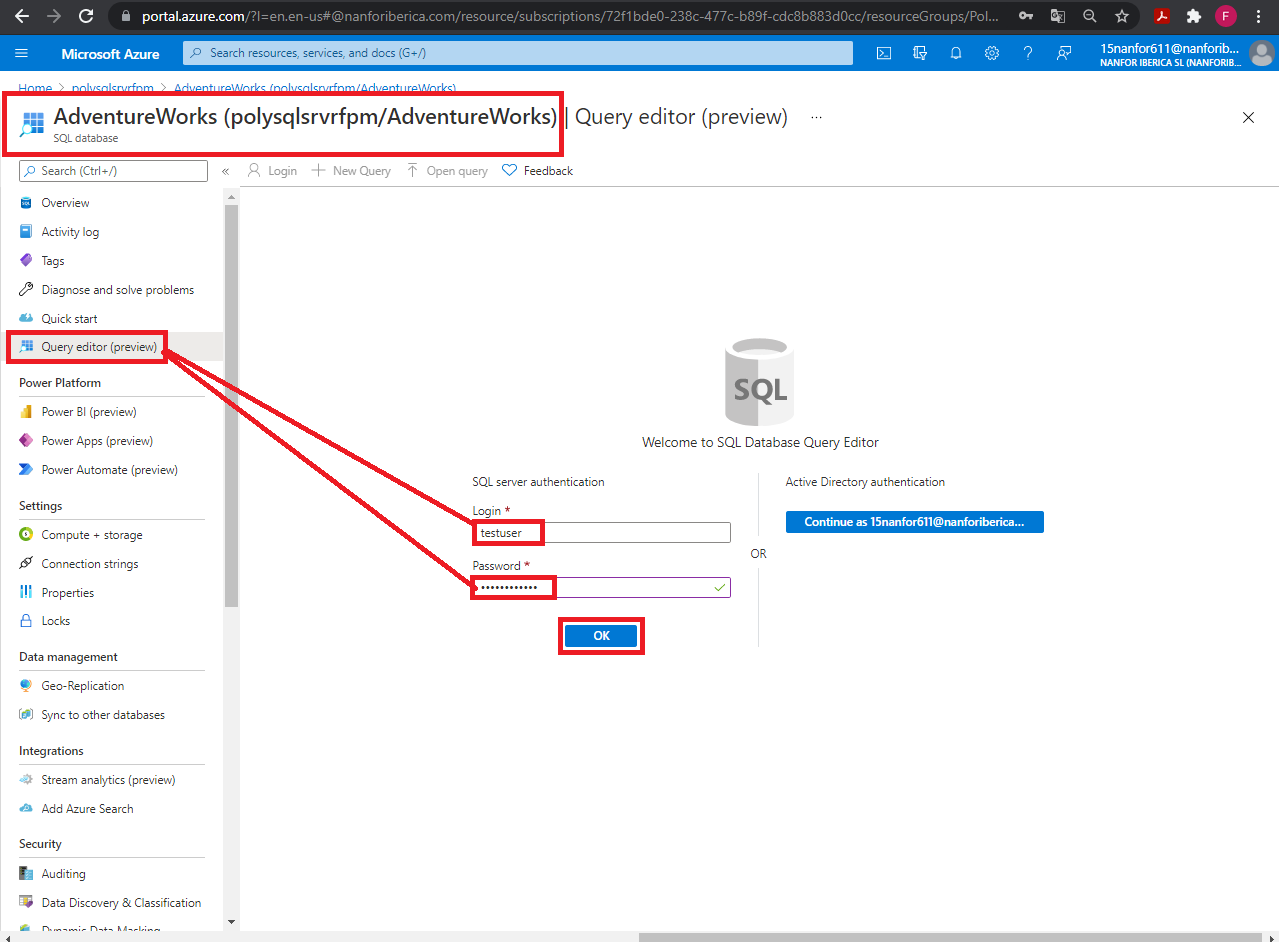 portal.azure.com/?l=en.en-us#@nanforiberica.com/resource/subscriptions/72f1bde0-238c-477c-b89f-cdc8b883d0cc/resourceGroups/Pol...
F
Microsoft Azure
Search resources, services, and docs (G+/)
15nanfor611@nanforib...
NANFOR IBERICA SL (NANFORIB...
Home > polysqlsrvrfpm > AdventureWorks (polysqlsrvrfpm/AdventureWorks)
AdventureWorks (polysqlsrvrfpm/AdventureWorks) | Query editor (preview) ...
SQL database
Search (Ctrl+/)
«
Login
New Query
Open query
Feedback
Overview
Activity log
Tags
Diagnose and solve problems
Quick start
Query editor (preview)
Power Platform
Power BI (preview)
Power Apps (preview)
Power Automate (preview)
Settings
Compute + storage
Connection strings
Properties
Locks
Data management
Geo-Replication
Sync to other databases
Integrations
Stream analytics (preview)
Add Azure Search
Security
Auditing
Data Discovery & Classification
Dynamic Data Masking
SQL
Welcome to SQL Database Query Editor
SQL server authentication
Login *
testuser
Password *
••••••••••••
OK
OR
Active Directory authentication
Continue as 15nanfor611@nanforiberica...